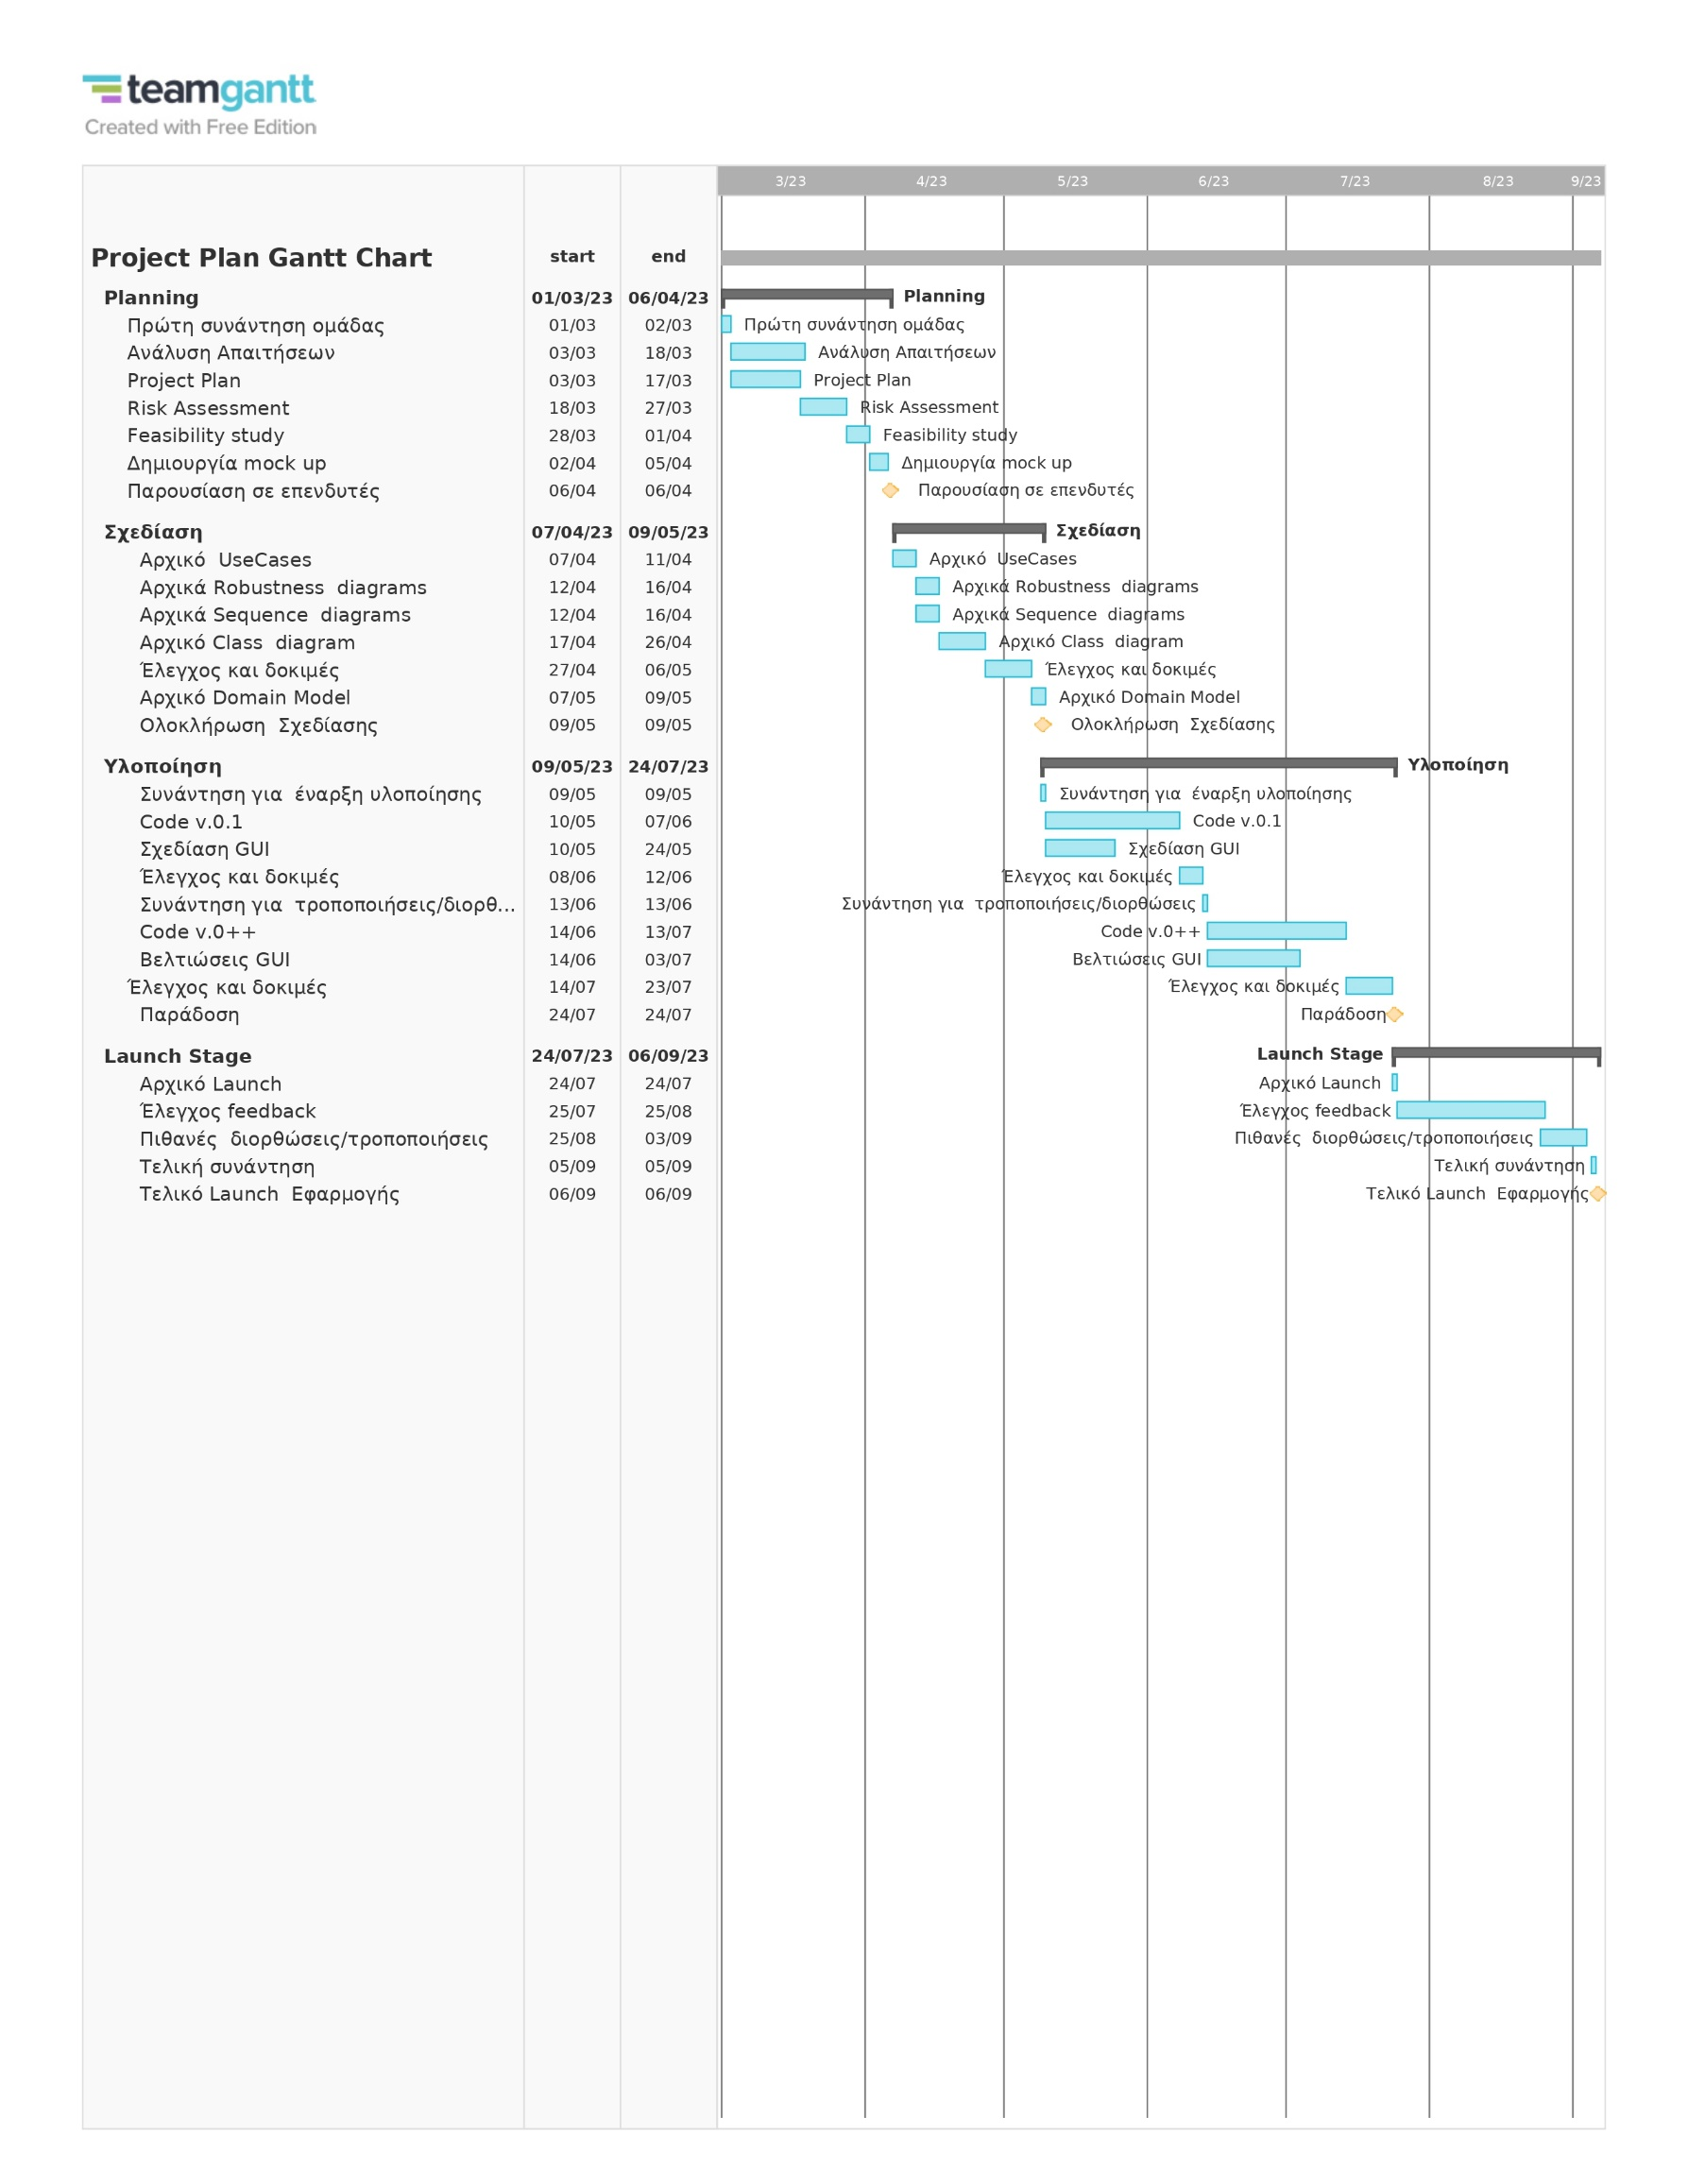 teamgantt
Created with Free Edition
3/23 4/23 5/23 6/23 7/23 8/23 9/23
Project Plan Gantt Chart start end
Planning 01/03/23 06/04/23 Planning
Πρώτη συνάντηση ομάδας 01/03 02/03 Πρώτη συνάντηση ομάδας
Ανάλυση Απαιτήσεων 03/03 18/03 Ανάλυση Απαιτήσεων
Project Plan 03/03 17/03 Project Plan
Risk Assessment 18/03 27/03 Risk Assessment
Feasibility study 28/03 01/04 Feasibility study
Δημιουργία mock up 02/04 05/04 Δημιουργία mock up
Παρουσίαση σε επενδυτές 06/04 06/04 Παρουσίαση σε επενδυτές
Σχεδίαση 07/04/23 09/05/23 Σχεδίαση
Αρχικό UseCases 07/04 11/04 Αρχικό UseCases
Αρχικά Robustness diagrams 12/04 16/04 Αρχικά Robustness diagrams
Αρχικά Sequence diagrams 12/04 16/04 Αρχικά Sequence diagrams
Αρχικό Class diagram 17/04 26/04 Αρχικό Class diagram
Έλεγχος και δοκιμές 27/04 06/05 Έλεγχος και δοκιμές
Αρχικό Domain Model 07/05 09/05 Αρχικό Domain Model
Ολοκλήρωση Σχεδίασης 09/05 09/05 Ολοκλήρωση Σχεδίασης
Υλοποίηση 09/05/23 24/07/23 Υλοποίηση
Συνάντηση για έναρξη υλοποίησης 09/05 09/05 Συνάντηση για έναρξη υλοποίησης
Code v.0.1 10/05 07/06 Code v.0.1
Σχεδίαση GUI 10/05 24/05 Σχεδίαση GUI
Έλεγχος και δοκιμές 08/06 12/06 Έλεγχος και δοκιμές
Συνάντηση για τροποποιήσεις/διορθ... 13/06 13/06 Συνάντηση για τροποποιήσεις/διορθώσεις
Code v.0++ 14/06 13/07 Code v.0++
Βελτιώσεις GUI 14/06 03/07 Βελτιώσεις GUI
Έλεγχος και δοκιμές 14/07 23/07 Έλεγχος και δοκιμές
Παράδοση 24/07 24/07 Παράδοση
Launch Stage 24/07/23 06/09/23 Launch Stage
Αρχικό Launch 24/07 24/07 Αρχικό Launch
Έλεγχος feedback 25/07 25/08 Έλεγχος feedback
Πιθανές διορθώσεις/τροποποιήσεις 25/08 03/09 Πιθανές διορθώσεις/τροποποιήσεις
Τελική συνάντηση 05/09 05/09 Τελική συνάντηση
Τελικό Launch Εφαρμογής 06/09 06/09 Τελικό Launch Εφαρμογής